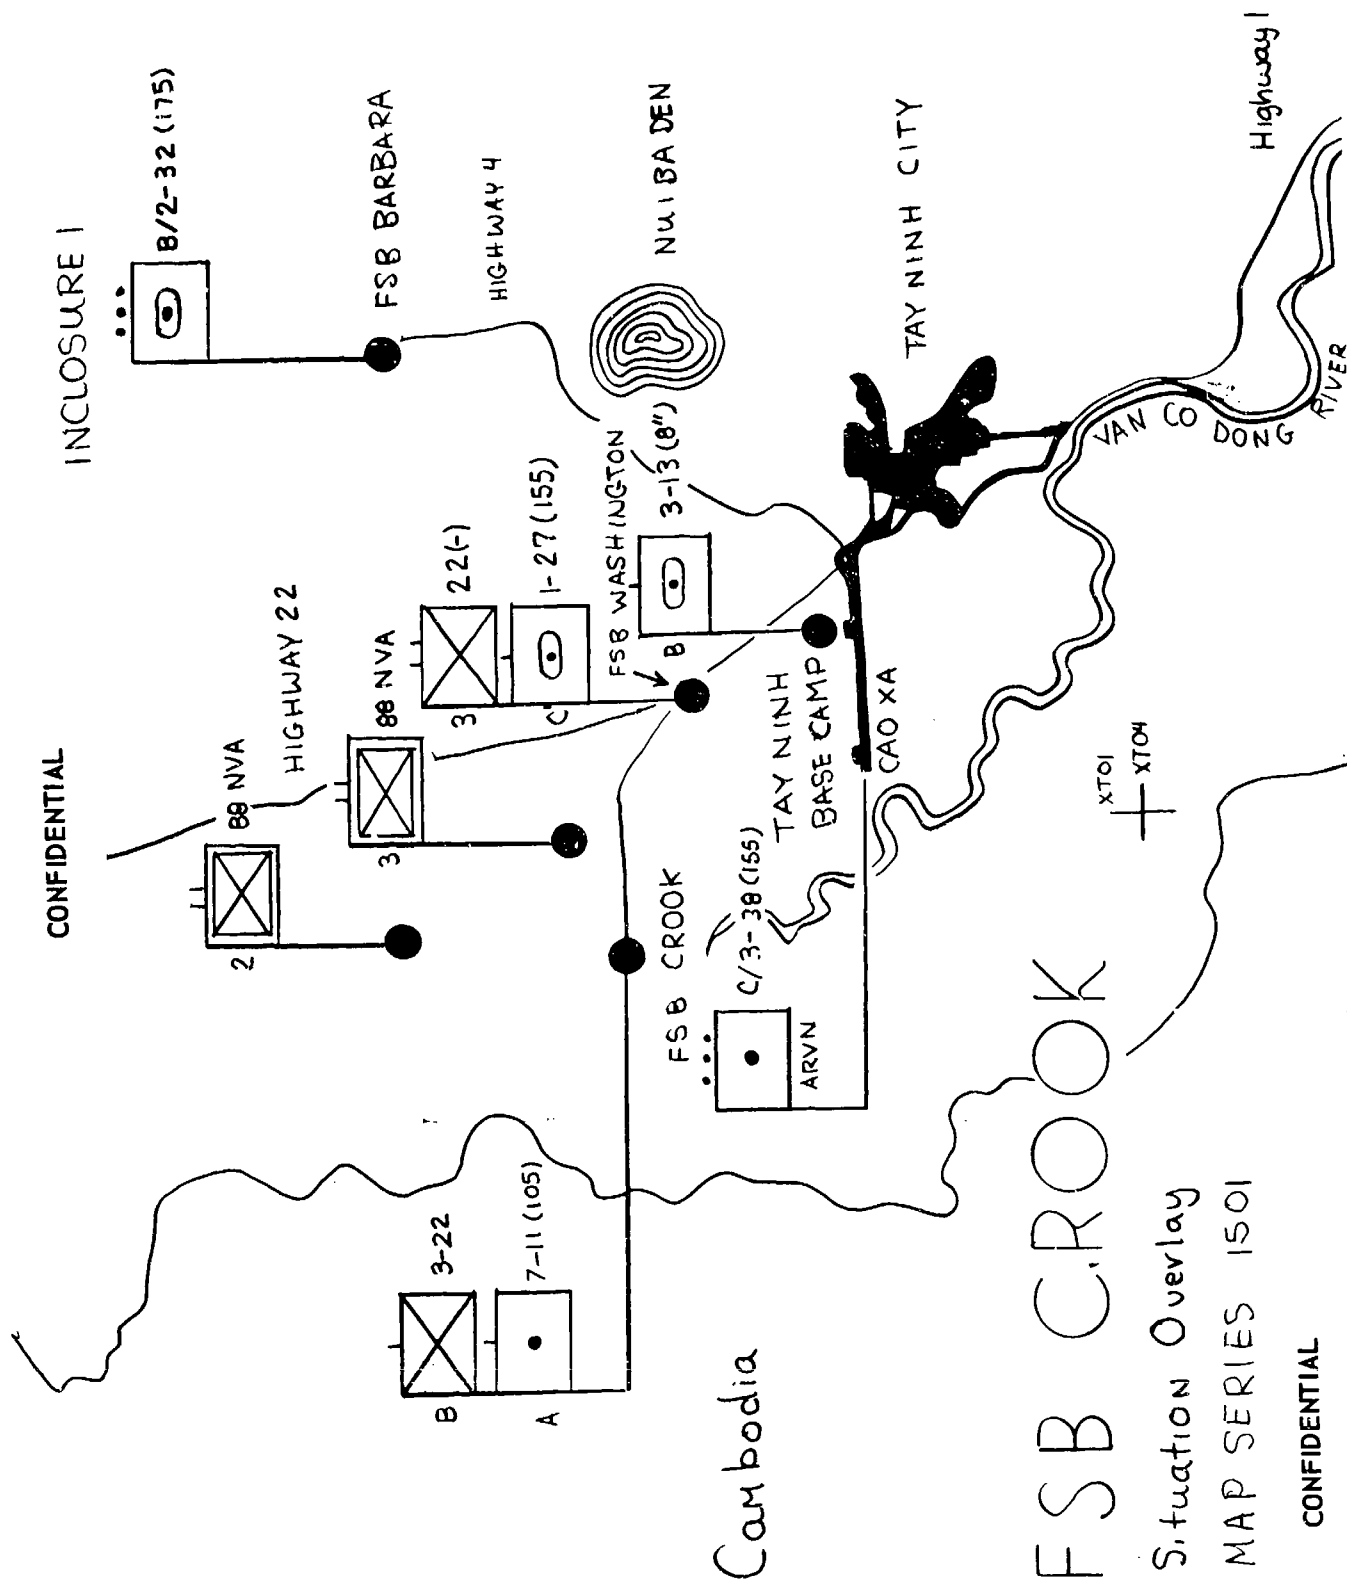 CONFIDENTIAL
INCLOSURE 1
B/2-32 (175)
FSB BARBARA
HIGHWAY 4
NUI BA DEN
TAY NINH CITY
Highway 1
VAN CO DONG
RIVER
88 NVA
2
HIGHWAY 22
88 NVA
3
22(-)
3
1-27 (155)
C
FSB WASHINGTON
3-13 (8")
B
TAY NINH
BASE CAMP
CAO XA
FSB CROOK
C/3-38 (155)
ARVN
3-22
B
7-11 (105)
A
Cambodia
XT01
XT04
FSB CROOK
Situation Overlay
MAP SERIES 1501
CONFIDENTIAL